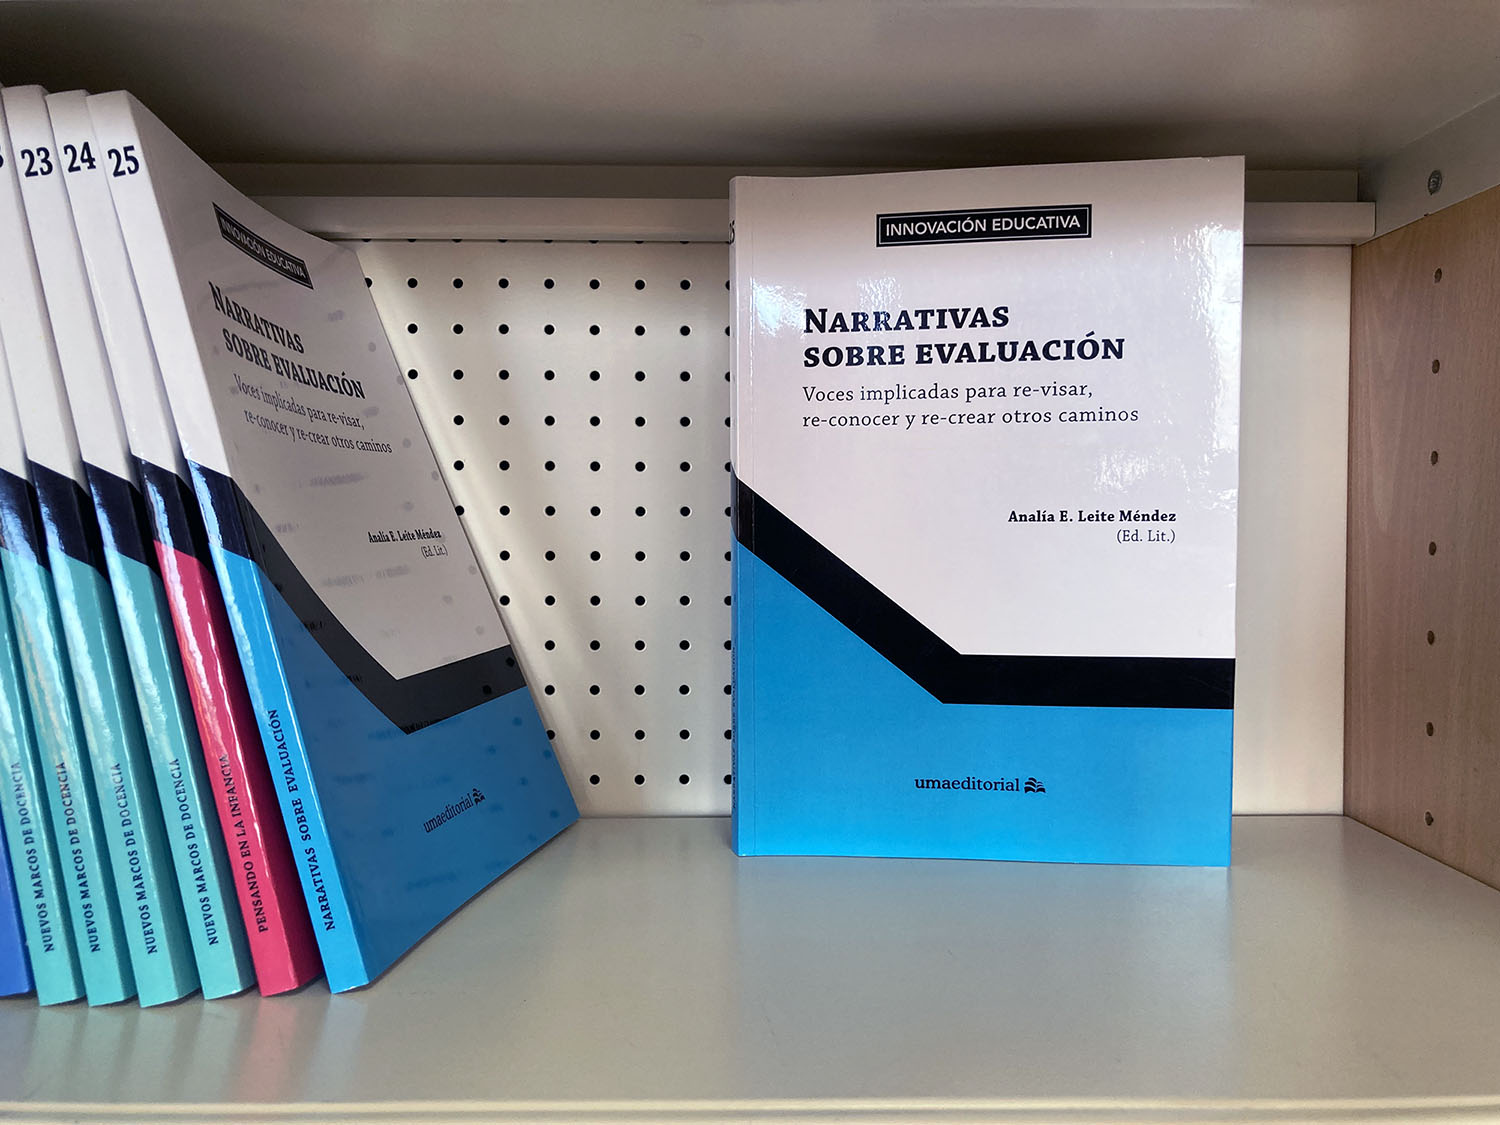 23
24
25
INNOVACIÓN EDUCATIVA
NARRATIVAS
SOBRE EVALUACIÓN
Voces implicadas para re-visar,
re-conocer y re-crear otros caminos
Analía E. Leite Méndez
(Ed. Lit.)
umaeditorial
NUEVOS MARCOS DE DOCENCIA
NUEVOS MARCOS DE DOCENCIA
NUEVOS MARCOS DE DOCENCIA
NUEVOS MARCOS DE DOCENCIA
PENSANDO EN LA INFANCIA
NARRATIVAS SOBRE EVALUACIÓN
INNOVACIÓN EDUCATIVA
NARRATIVAS
SOBRE EVALUACIÓN
Voces implicadas para re-visar,
re-conocer y re-crear otros caminos
Analía E. Leite Méndez
(Ed. Lit.)
umaeditorial